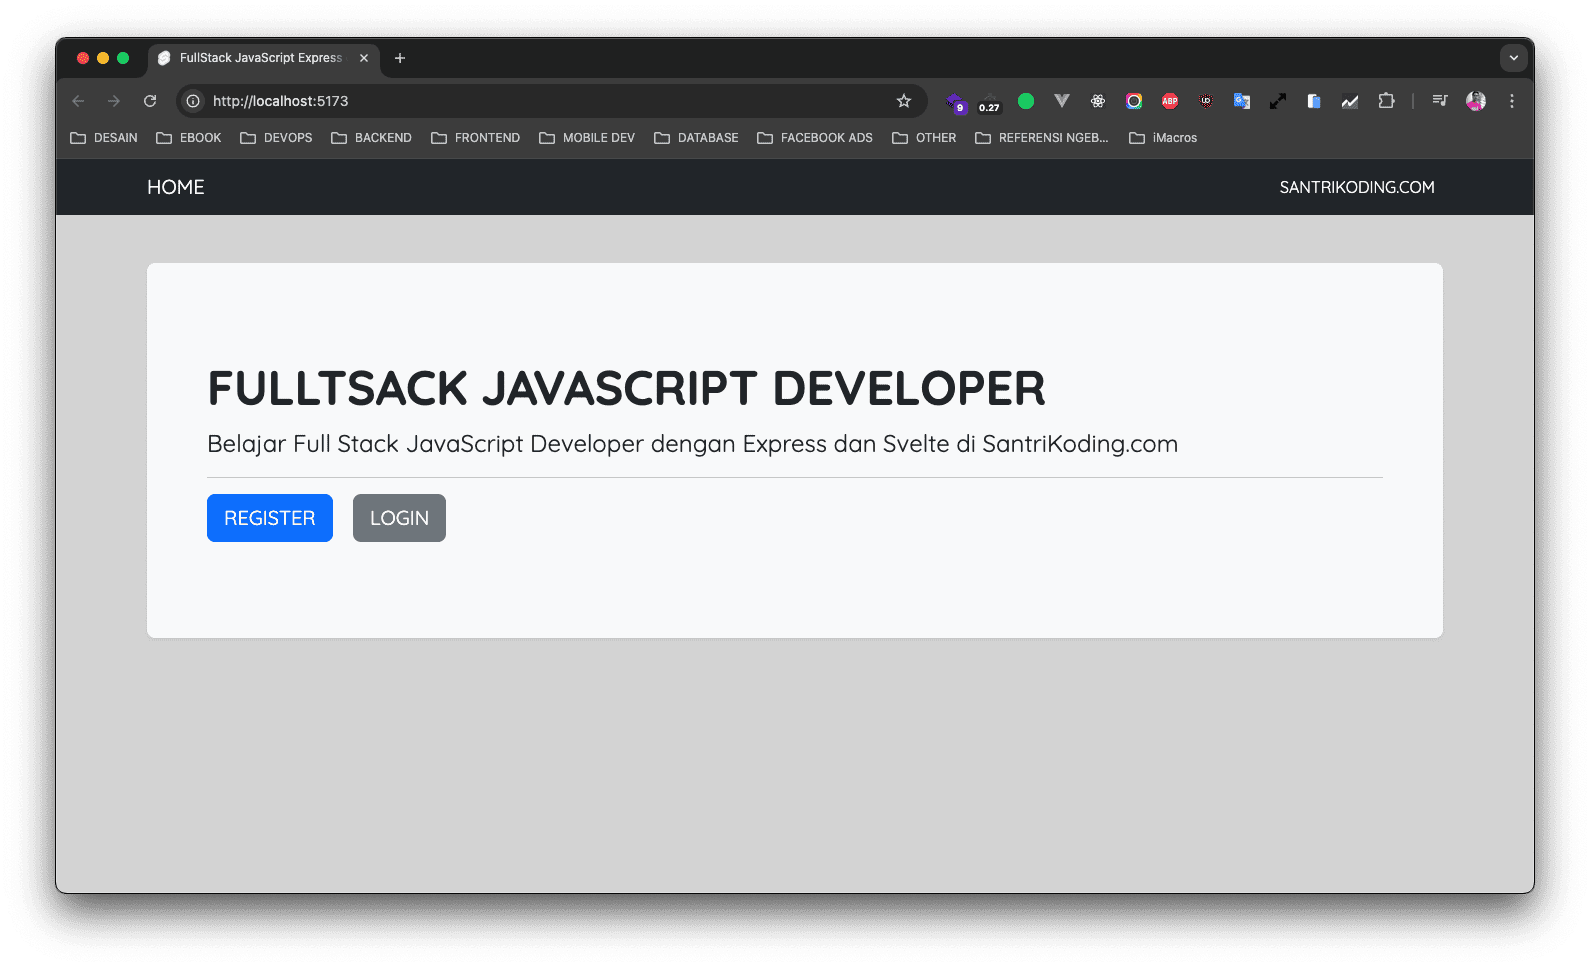 FullStack JavaScript Express
http://localhost:5173
9
0.27
ABP
DESAIN
EBOOK
DEVOPS
BACKEND
FRONTEND
MOBILE DEV
DATABASE
FACEBOOK ADS
OTHER
REFERENSI NGEB...
iMacros
HOME
SANTRIKODING.COM
FULLTSACK JAVASCRIPT DEVELOPER
Belajar Full Stack JavaScript Developer dengan Express dan Svelte di SantriKoding.com
REGISTER
LOGIN